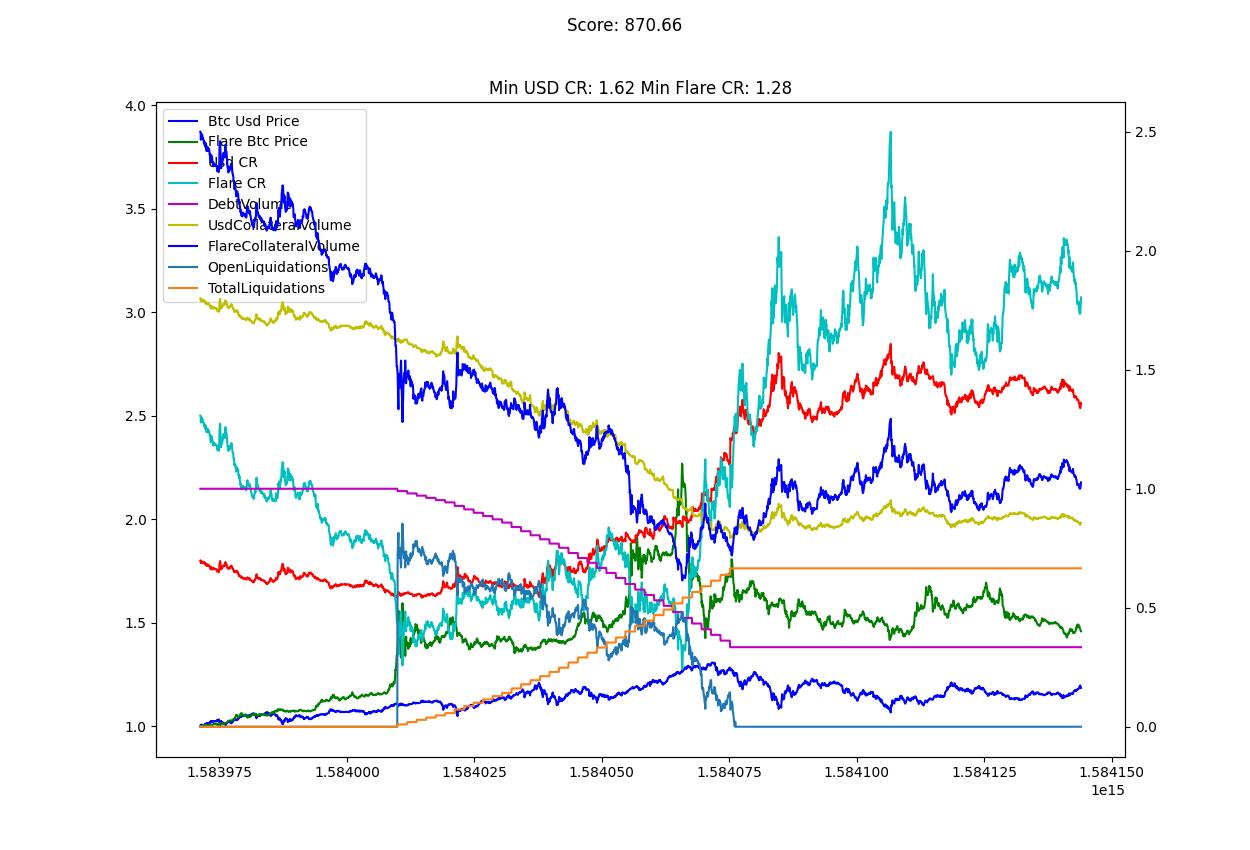 Score: 870.66
Min USD CR: 1.62 Min Flare CR: 1.28
4.0
3.5
3.0
2.5
2.0
1.5
1.0
Btc Usd Price
Flare Btc Price
Usd CR
Flare CR
DebtVolume
UsdCollateralVolume
FlareCollateralVolume
OpenLiquidations
TotalLiquidations
2.5
2.0
1.5
1.0
0.5
0.0
1.583975 1.584000 1.584025 1.584050 1.584075 1.584100 1.584125 1.584150
1e15